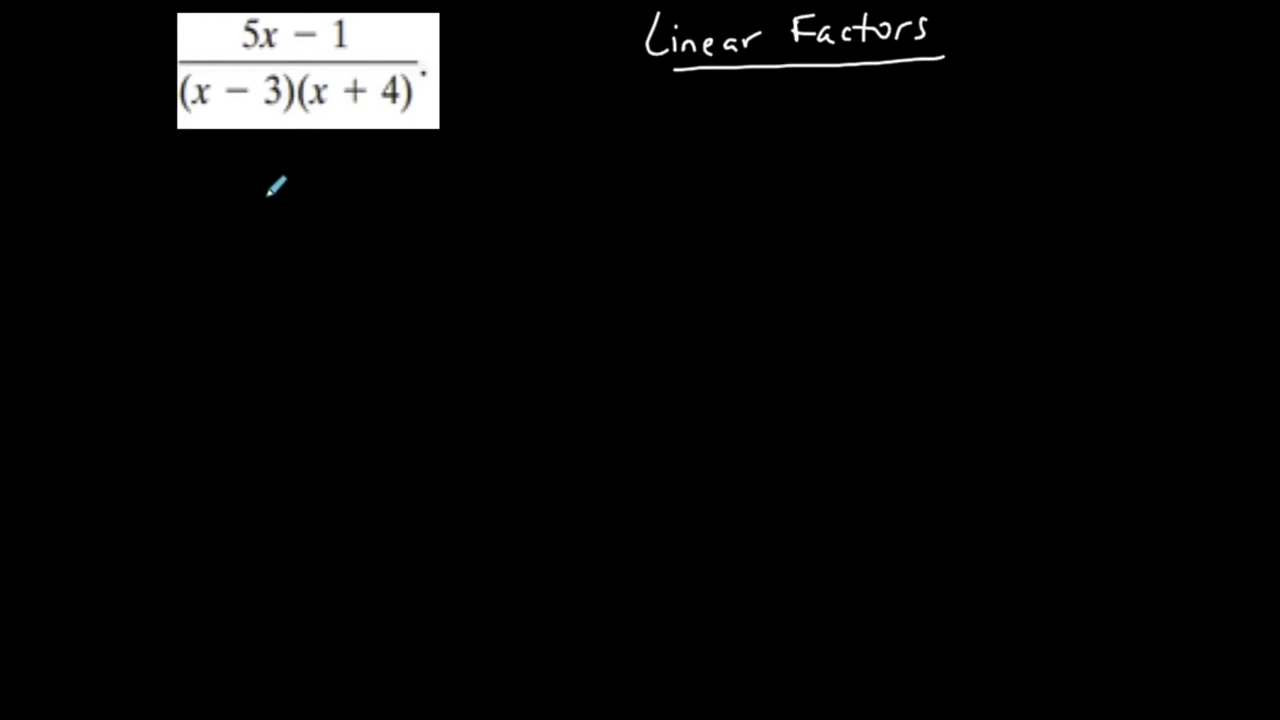 5x − 1
(x − 3)(x + 4).
Linear Factors